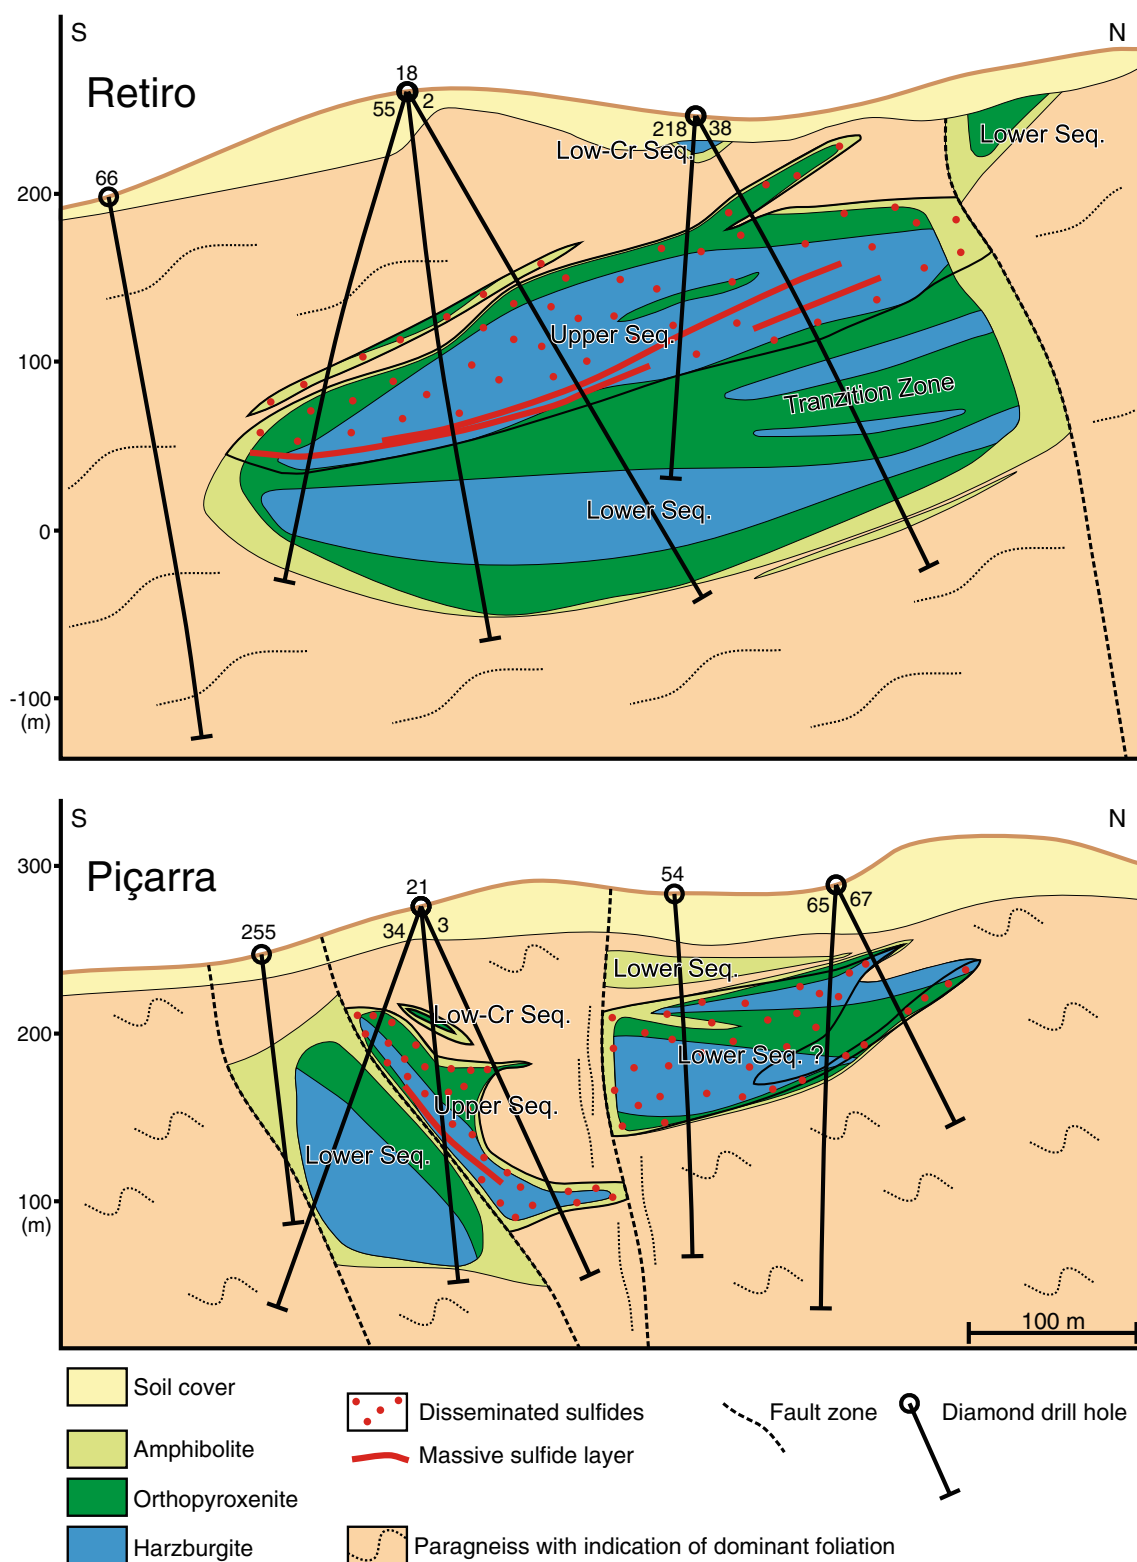 S
N
Retiro
18
55
2
218
38
Low-Cr Seq.
Lower Seq.
66
200
Upper Seq.
100
Tranzition Zone
Lower Seq.
0
-100
(m)
S
N
Piçarra
300
21
54
65
67
34
3
255
Lower Seq.
Low-Cr Seq.
200
Lower Seq. ?
Upper Seq.
Lower Seq.
100
(m)
100 m
Soil cover
Amphibolite
Orthopyroxenite
Harzburgite
Disseminated sulfides
Massive sulfide layer
Fault zone
Diamond drill hole
Paragneiss with indication of dominant foliation